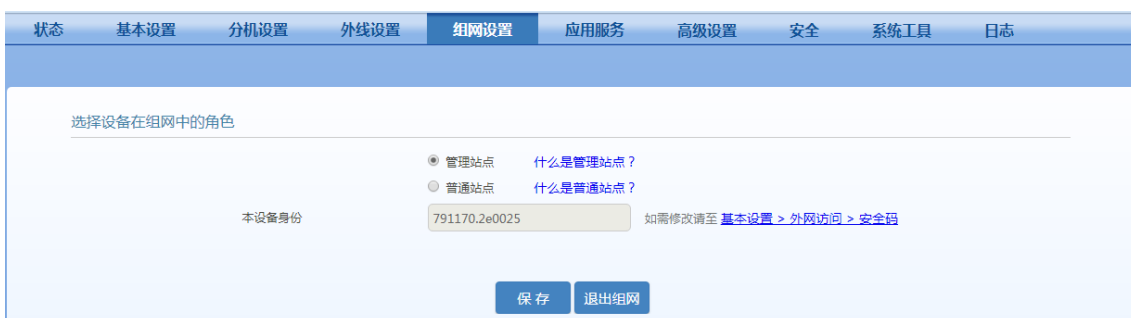 状态 基本设置 分机设置 外线设置 组网设置 应用服务 高级设置 安全 系统工具 日志
选择设备在组网中的角色
管理站点 什么是管理站点？
普通站点 什么是普通站点？
本设备身份 791170.2e0025 如需修改请至 基本设置 > 外网访问 > 安全码
保 存 退出组网